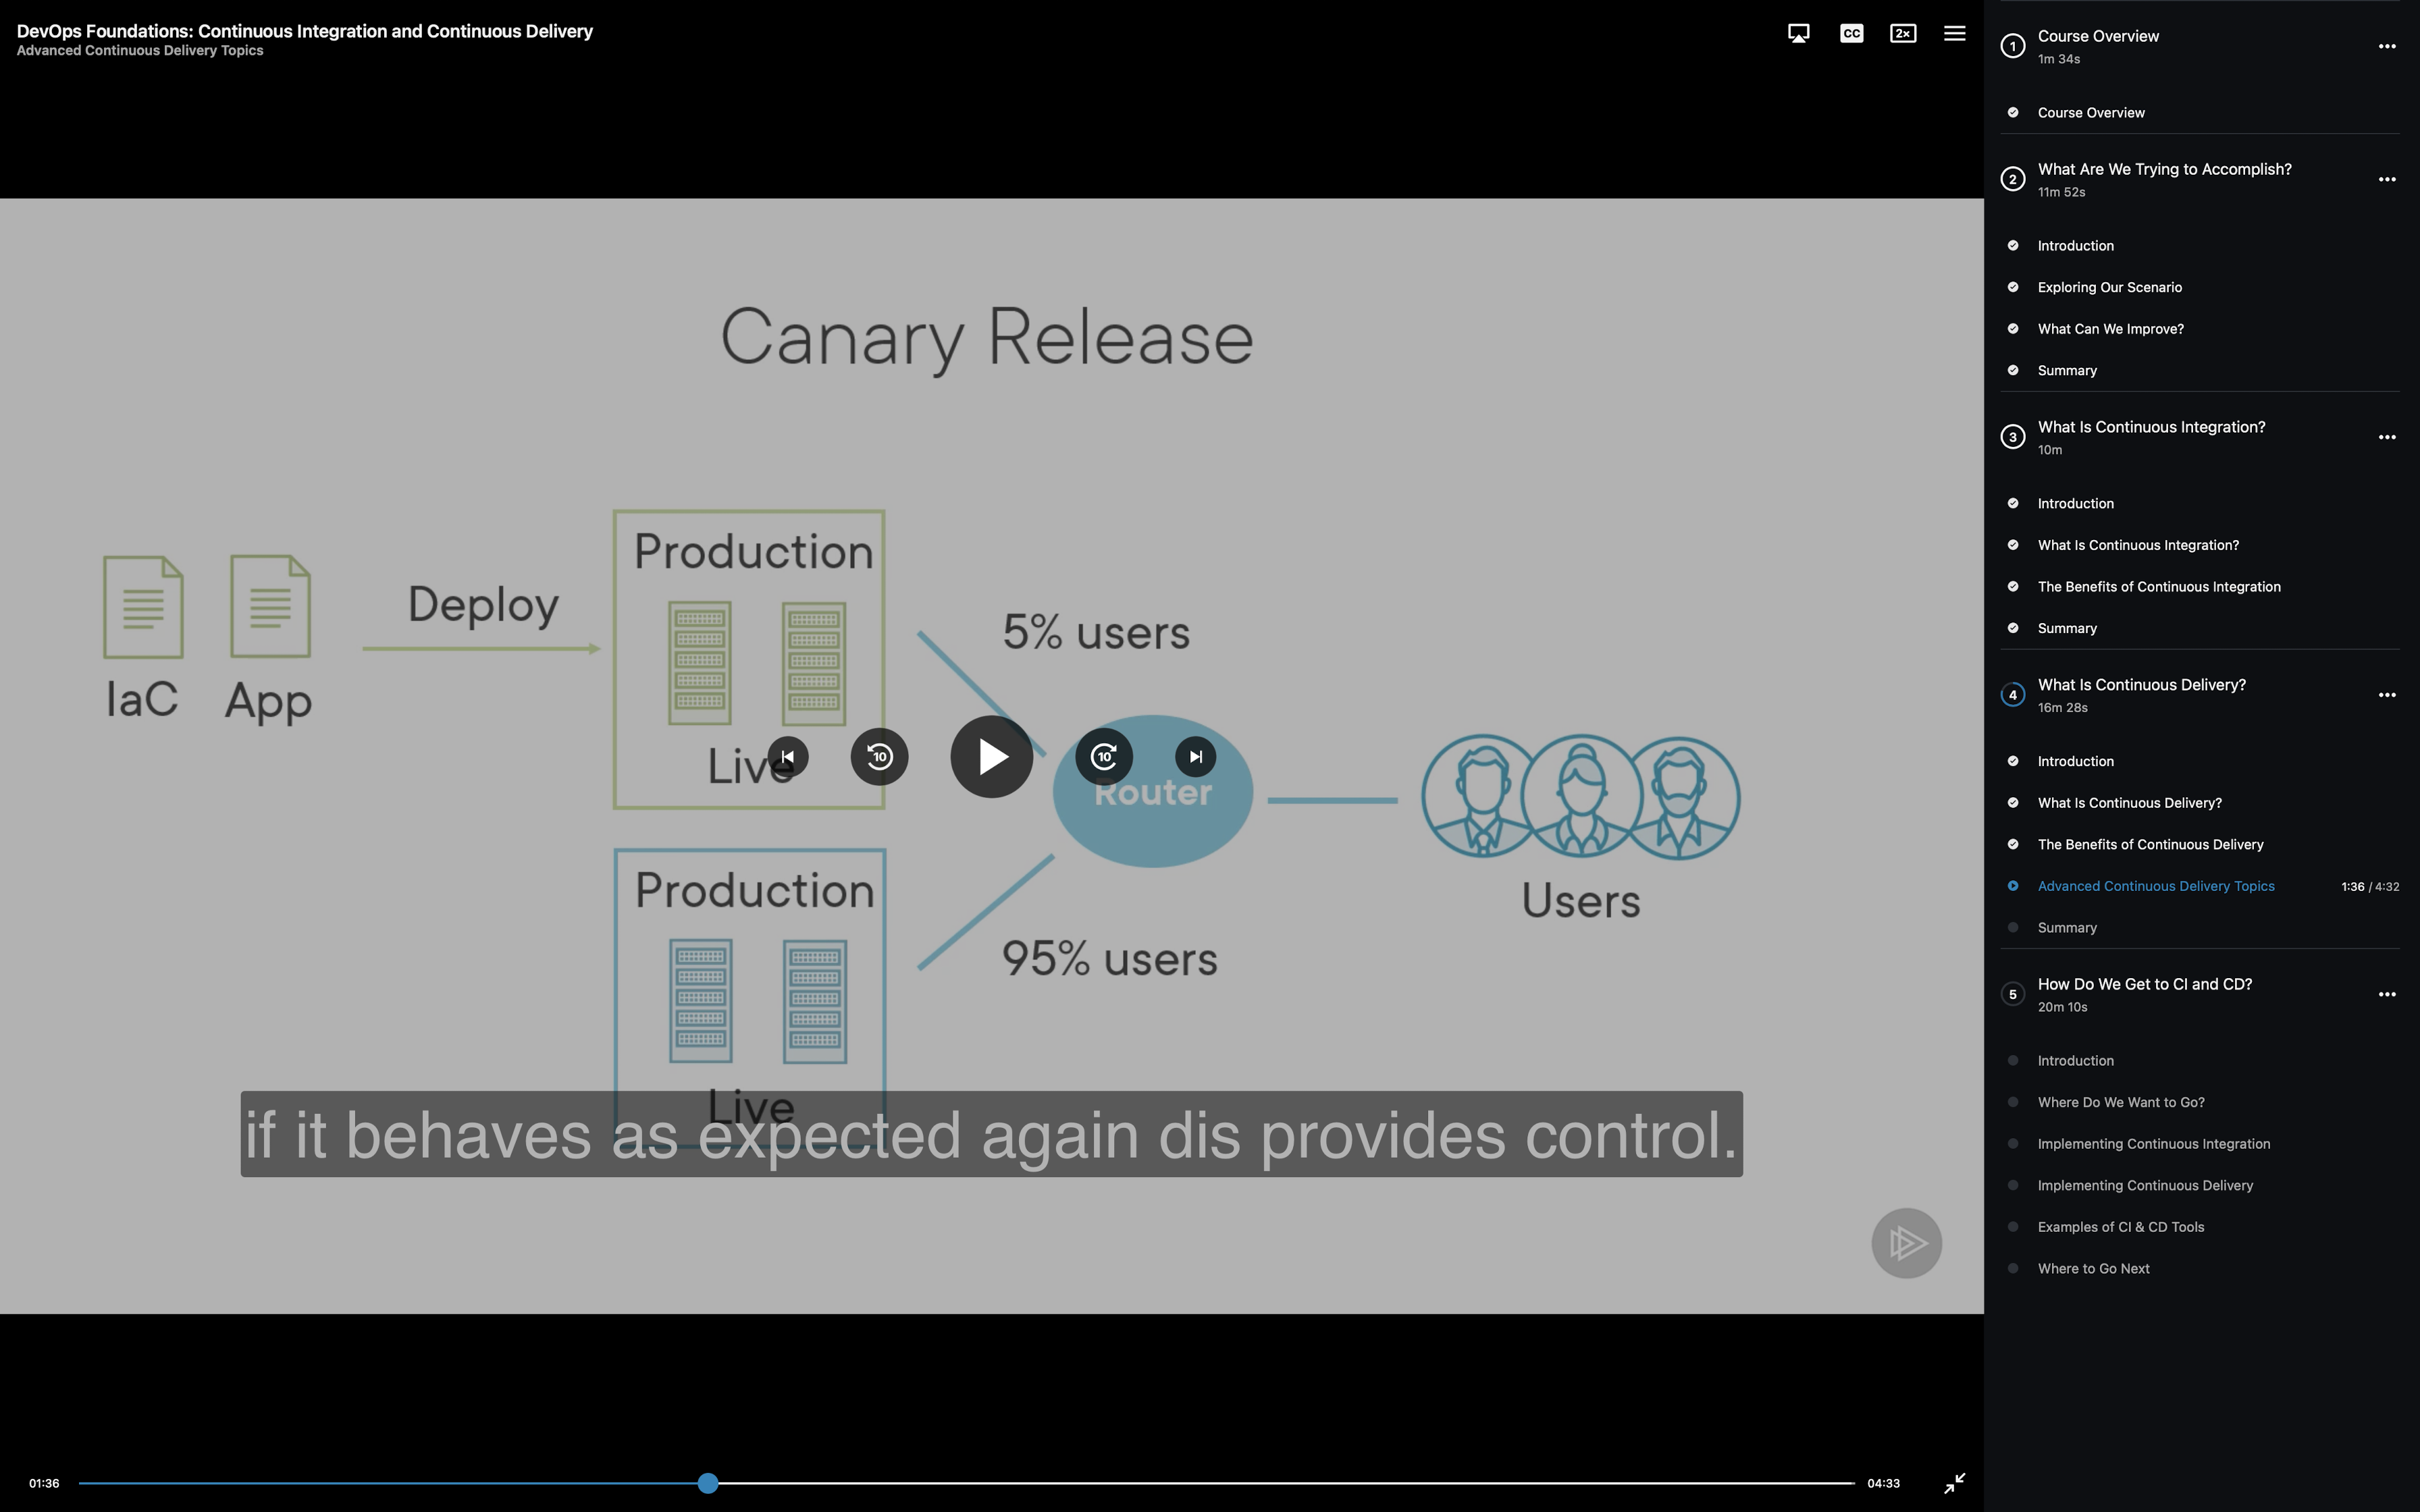 DevOps Foundations: Continuous Integration and Continuous Delivery
Advanced Continuous Delivery Topics
CC
2×
Canary Release
IaC
App
Deploy
Production
Live
5% users
Router
Users
Production
Live
95% users
10
10
if it behaves as expected again dis provides control.
01:36
04:33
1
Course Overview
1m 34s
Course Overview
2
What Are We Trying to Accomplish?
11m 52s
Introduction
Exploring Our Scenario
What Can We Improve?
Summary
3
What Is Continuous Integration?
10m
Introduction
What Is Continuous Integration?
The Benefits of Continuous Integration
Summary
4
What Is Continuous Delivery?
16m 28s
Introduction
What Is Continuous Delivery?
The Benefits of Continuous Delivery
Advanced Continuous Delivery Topics 1:36 / 4:32
Summary
5
How Do We Get to CI and CD?
20m 10s
Introduction
Where Do We Want to Go?
Implementing Continuous Integration
Implementing Continuous Delivery
Examples of CI & CD Tools
Where to Go Next